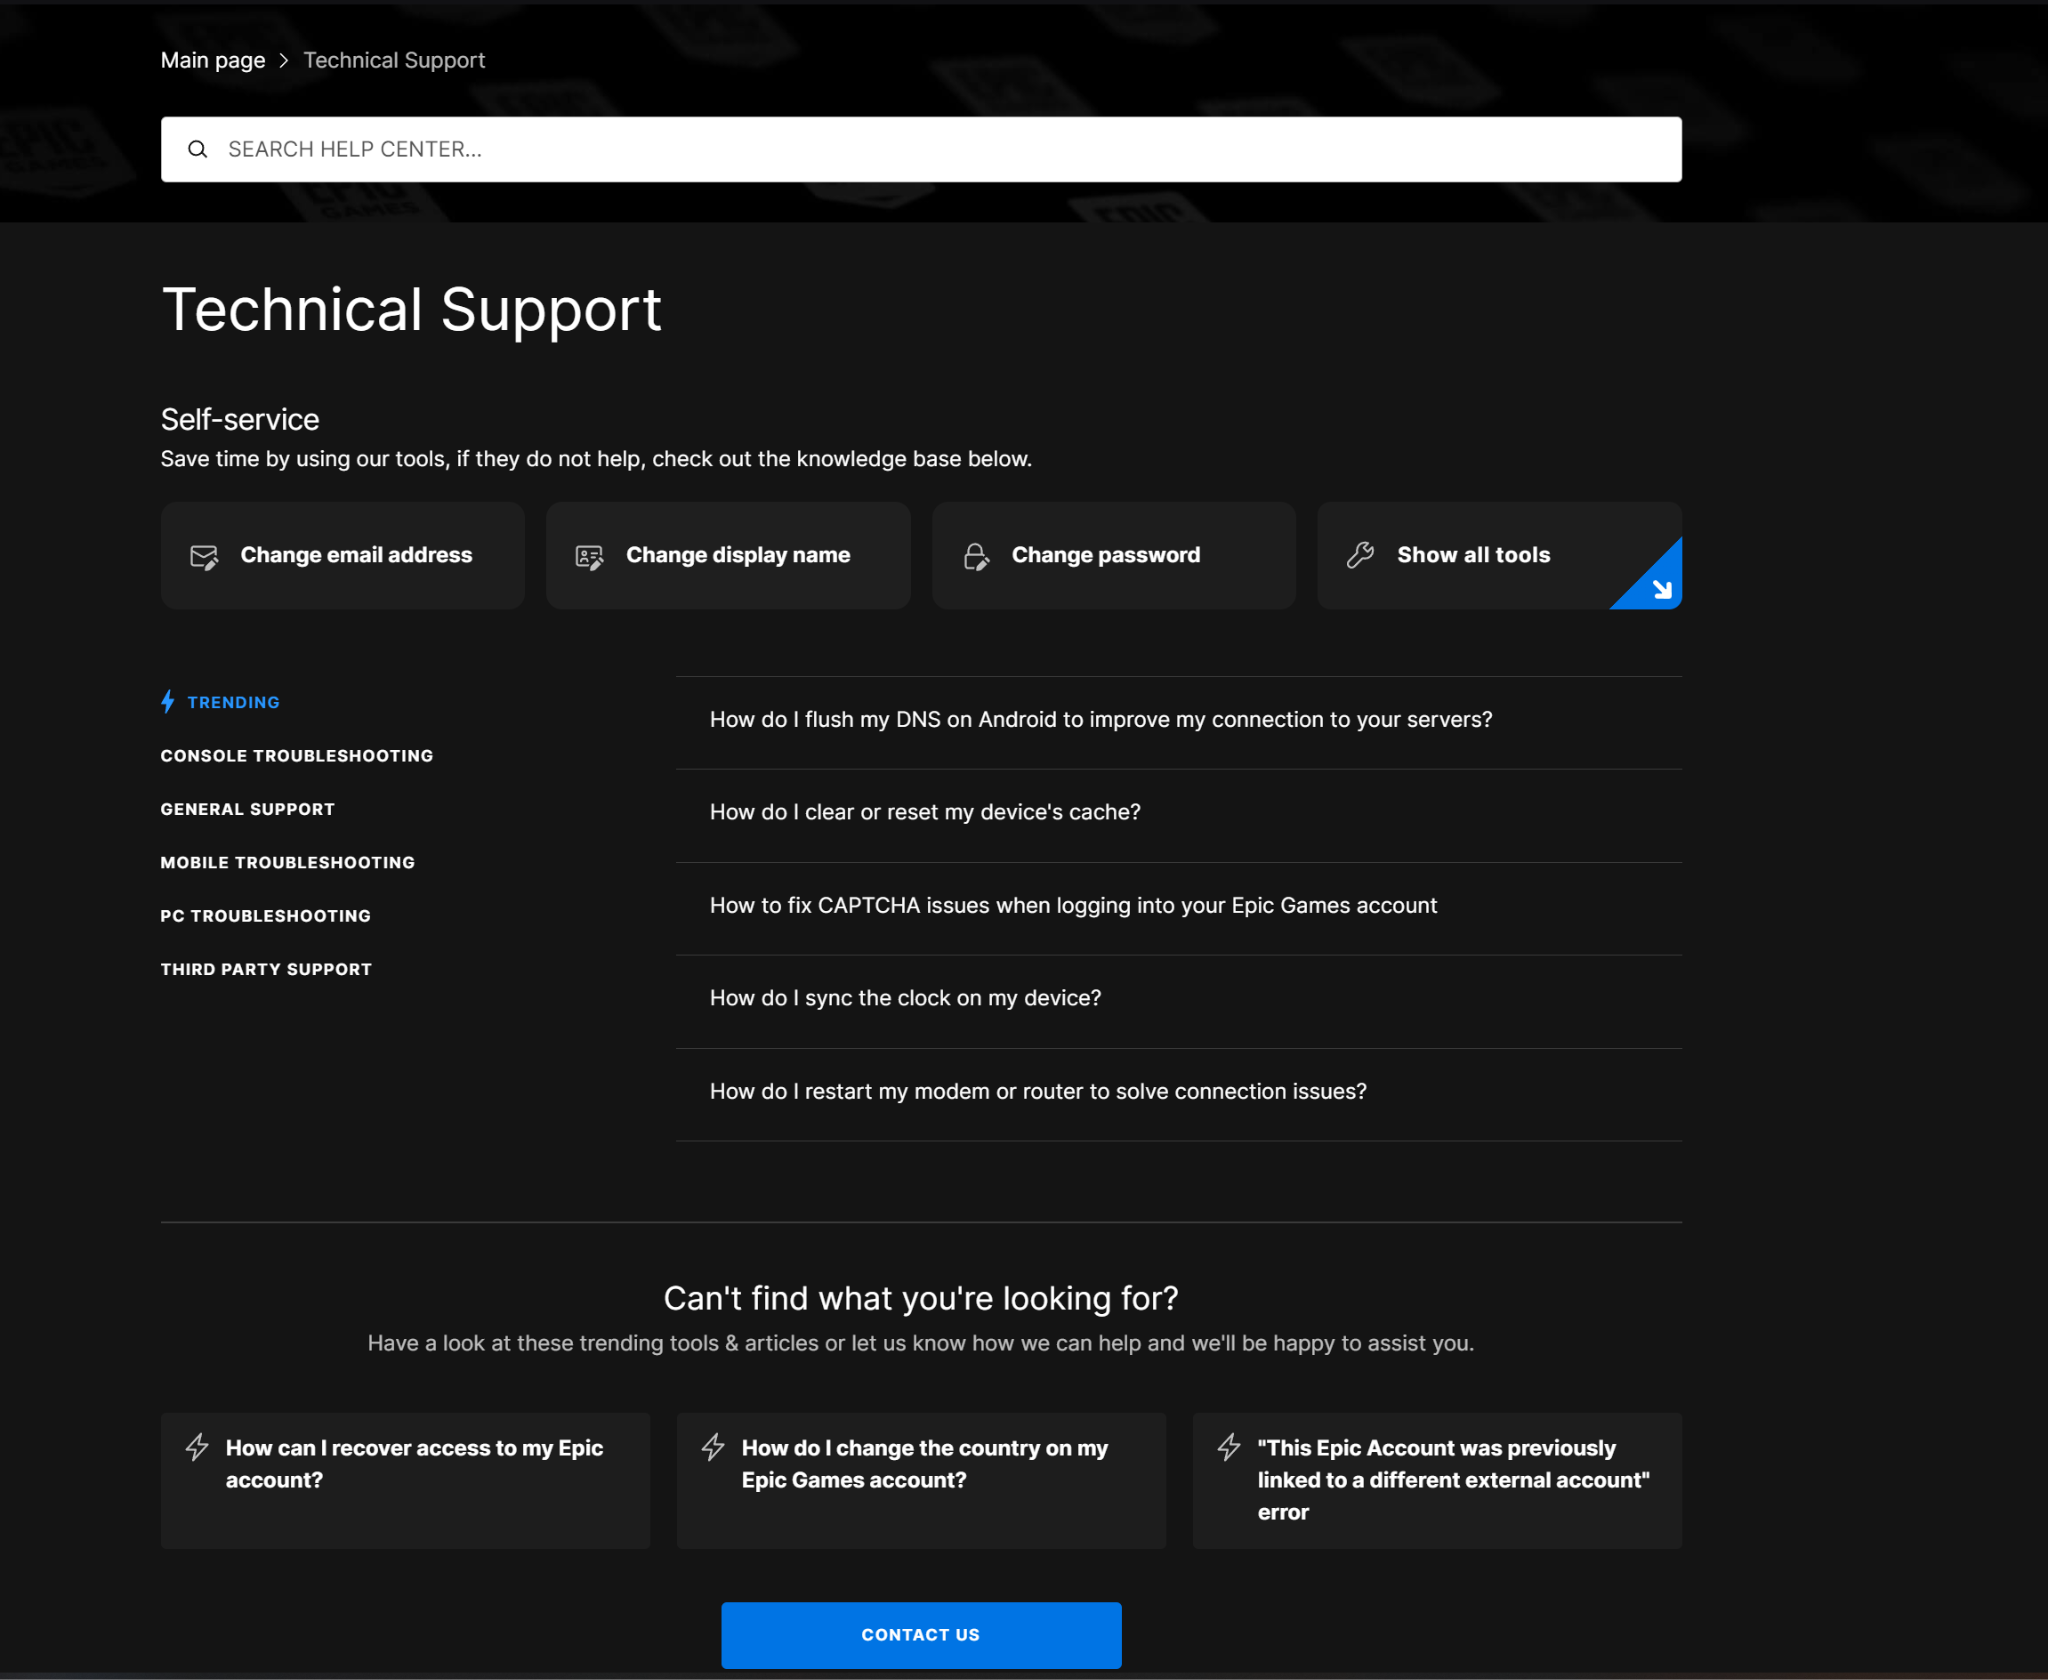 Main page > Technical Support
SEARCH HELP CENTER...
EPIC
GAMES
EPIC
GAMES
EPIC
Technical Support
Self-service
Save time by using our tools, if they do not help, check out the knowledge base below.
Change email address
Change display name
Change password
Show all tools
TRENDING
CONSOLE TROUBLESHOOTING
GENERAL SUPPORT
MOBILE TROUBLESHOOTING
PC TROUBLESHOOTING
THIRD PARTY SUPPORT
How do I flush my DNS on Android to improve my connection to your servers?
How do I clear or reset my device's cache?
How to fix CAPTCHA issues when logging into your Epic Games account
How do I sync the clock on my device?
How do I restart my modem or router to solve connection issues?
Can't find what you're looking for?
Have a look at these trending tools & articles or let us know how we can help and we'll be happy to assist you.
How can I recover access to my Epic
account?
How do I change the country on my
Epic Games account?
"This Epic Account was previously
linked to a different external account"
error
CONTACT US